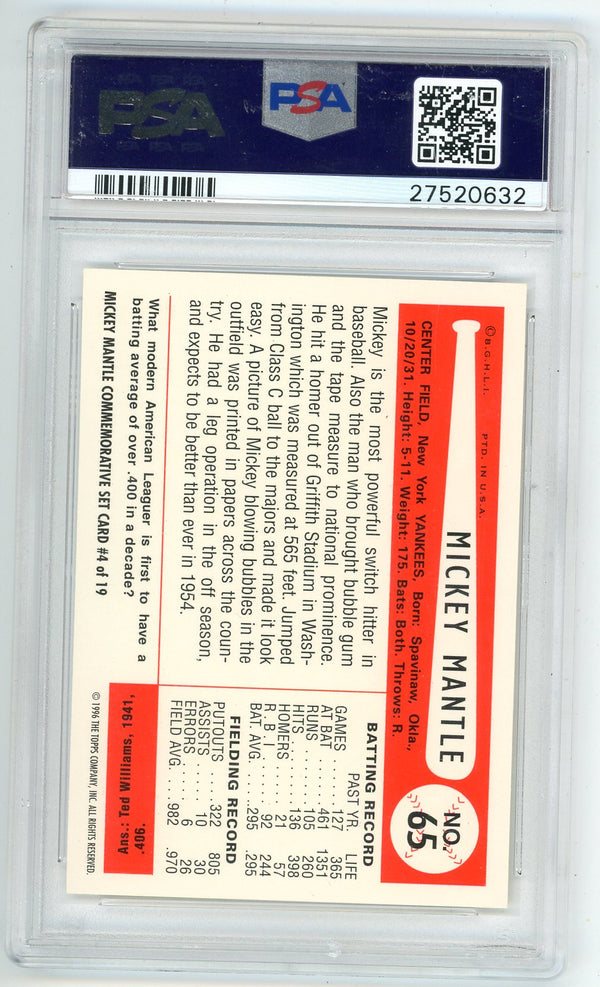 PSA
PSA
27520632
© B.G.H.L.I. PTD. IN U.S.A.
MICKEY MANTLE
NO.
65
CENTER FIELD, New York YANKEES, Born: Spavinaw, Okla.,
10/20/31. Height: 5-11. Weight: 175. Bats: Both. Throws: R.
Mickey is the most powerful switch hitter in
baseball. Also the man who brought bubble gum
and the tape measure to national prominence.
He hit a homer out of Griffith Stadium in Wash-
ington which was measured at 565 feet. Jumped
from Class C ball to the majors and made it look
easy. A picture of Mickey blowing bubbles in the
outfield was printed in papers across the coun-
try. He had a leg operation in the off season,
and expects to be better than ever in 1954.
BATTING RECORD
PAST YR. LIFE
GAMES ..... 127 365
AT BAT .... 461 1351
RUNS ...... 105 260
HITS ....... 136 398
HOMERS ... 21 57
R. B. I. ...... 92 244
BAT. AVG. .. .295 .295
FIELDING RECORD
PUTOUTS ... 322 805
ASSISTS .... 10 30
ERRORS .... 6 26
FIELD AVG. .. .982 .970
What modern American Leaguer is first to have a
batting average of over .400 in a decade?
Ans.: Ted Williams, 1941,
.406.
MICKEY MANTLE COMMEMORATIVE SET CARD #4 of 19
© 1996 THE TOPPS COMPANY, INC. ALL RIGHTS RESERVED.